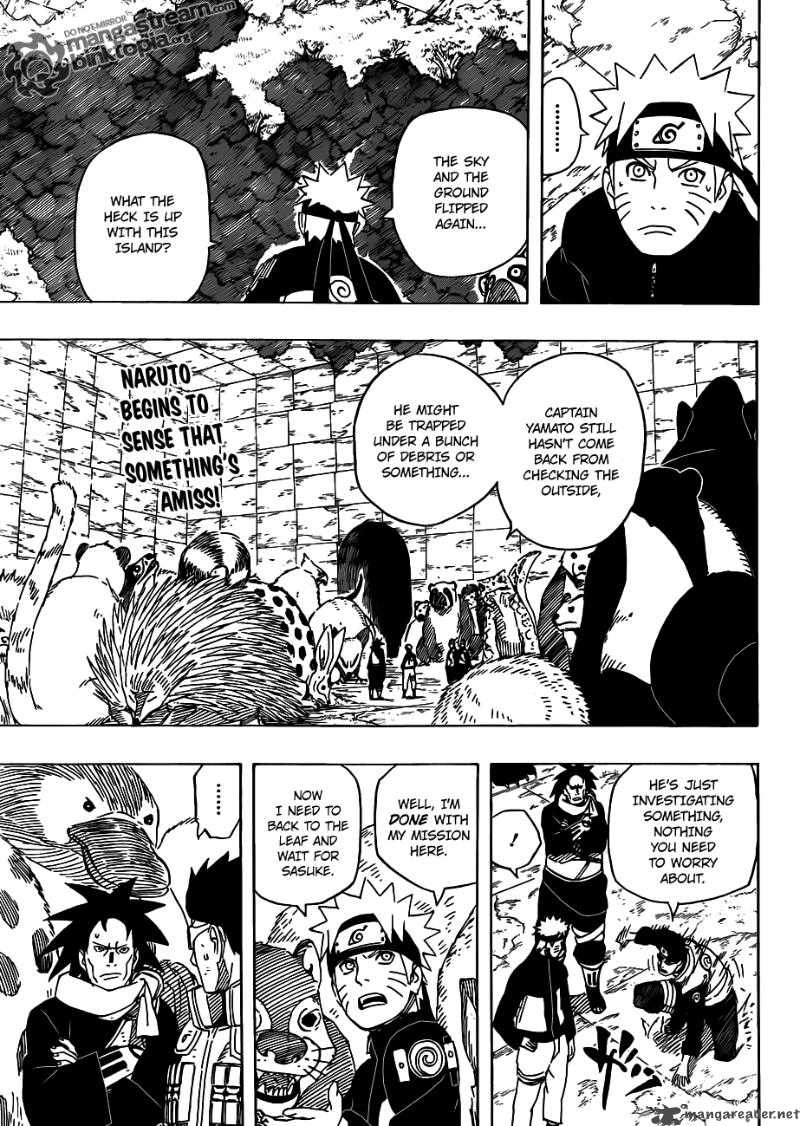 DO NOT MIRROR
mangastream.com
binktopia.org
.........
THE SKY
AND THE
GROUND
FLIPPED
AGAIN...
WHAT THE
HECK IS UP
WITH THIS
ISLAND?
CAPTAIN
YAMATO STILL
HASN'T COME
BACK FROM
CHECKING THE
OUTSIDE,
HE MIGHT
BE TRAPPED
UNDER A BUNCH
OF DEBRIS OR
SOMETHING...
NARUTO
BEGINS TO
SENSE THAT
SOMETHING'S
AMISS!
HE'S JUST
INVESTIGATING
SOMETHING,
NOTHING
YOU NEED
TO WORRY
ABOUT.
!
WELL, I'M
DONE WITH
MY MISSION
HERE.
NOW
I NEED TO
BACK TO THE
LEAF AND
WAIT FOR
SASUKE.
.......
mangareader.net